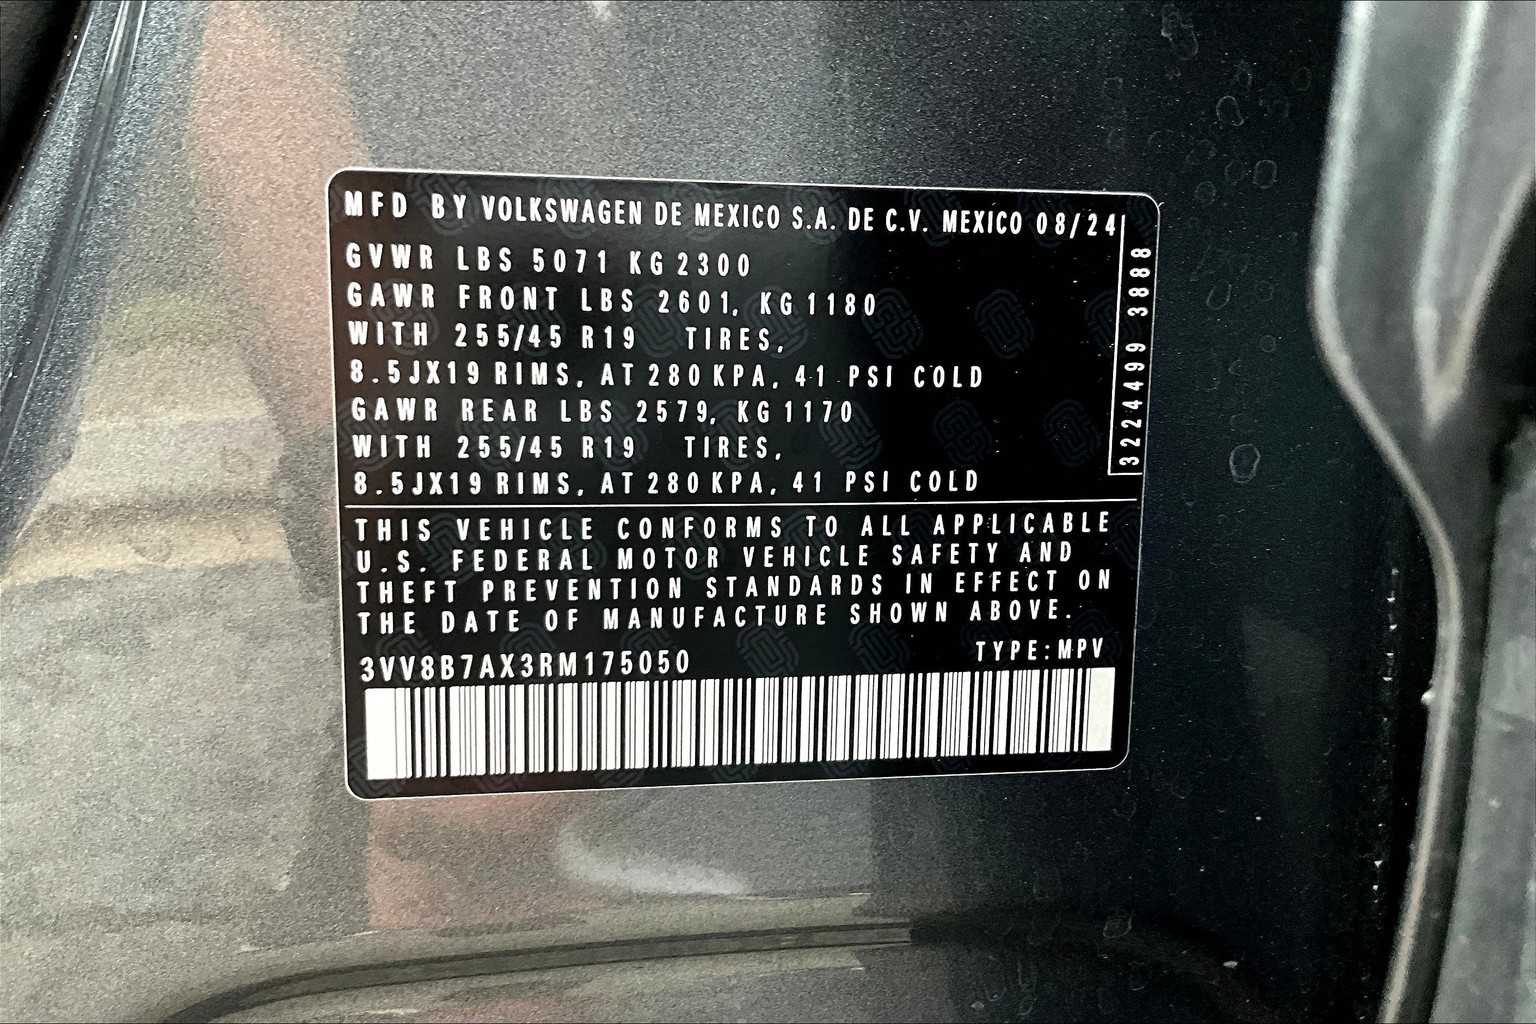 MFD BY VOLKSWAGEN DE MEXICO S.A. DE C.V. MEXICO 08/24
GVWR LBS 5071 KG 2300
GAWR FRONT LBS 2601, KG 1180
WITH 255/45 R19 TIRES,
8.5JX19 RIMS, AT 280 KPA, 41 PSI COLD
GAWR REAR LBS 2579, KG 1170
WITH 255/45 R19 TIRES,
8.5JX19 RIMS, AT 280 KPA, 41 PSI COLD
3224499 3888
THIS VEHICLE CONFORMS TO ALL APPLICABLE
U.S. FEDERAL MOTOR VEHICLE SAFETY AND
THEFT PREVENTION STANDARDS IN EFFECT ON
THE DATE OF MANUFACTURE SHOWN ABOVE.
3VV8B7AX3RM175050 TYPE:MPV